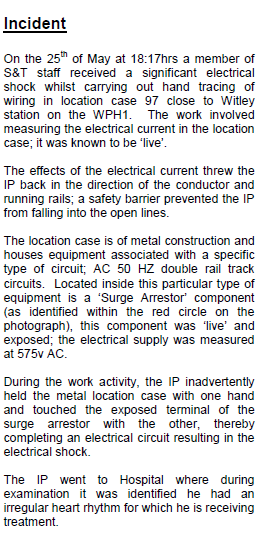 Incident
On the 25th of May at 18:17hrs a member of
S&T staff received a significant electrical
shock whilst carrying out hand tracing of
wiring in location case 97 close to Witley
station on the WPH1. The work involved
measuring the electrical current in the location
case; it was known to be ‘live’.
The effects of the electrical current threw the
IP back in the direction of the conductor and
running rails; a safety barrier prevented the IP
from falling into the open lines.
The location case is of metal construction and
houses equipment associated with a specific
type of circuit; AC 50 HZ double rail track
circuits. Located inside this particular type of
equipment is a ‘Surge Arrestor’ component
(as identified within the red circle on the
photograph), this component was ‘live’ and
exposed; the electrical supply was measured
at 575v AC.
During the work activity, the IP inadvertently
held the metal location case with one hand
and touched the exposed terminal of the
surge arrestor with the other, thereby
completing an electrical circuit resulting in the
electrical shock.
The IP went to Hospital where during
examination it was identified he had an
irregular heart rhythm for which he is receiving
treatment.